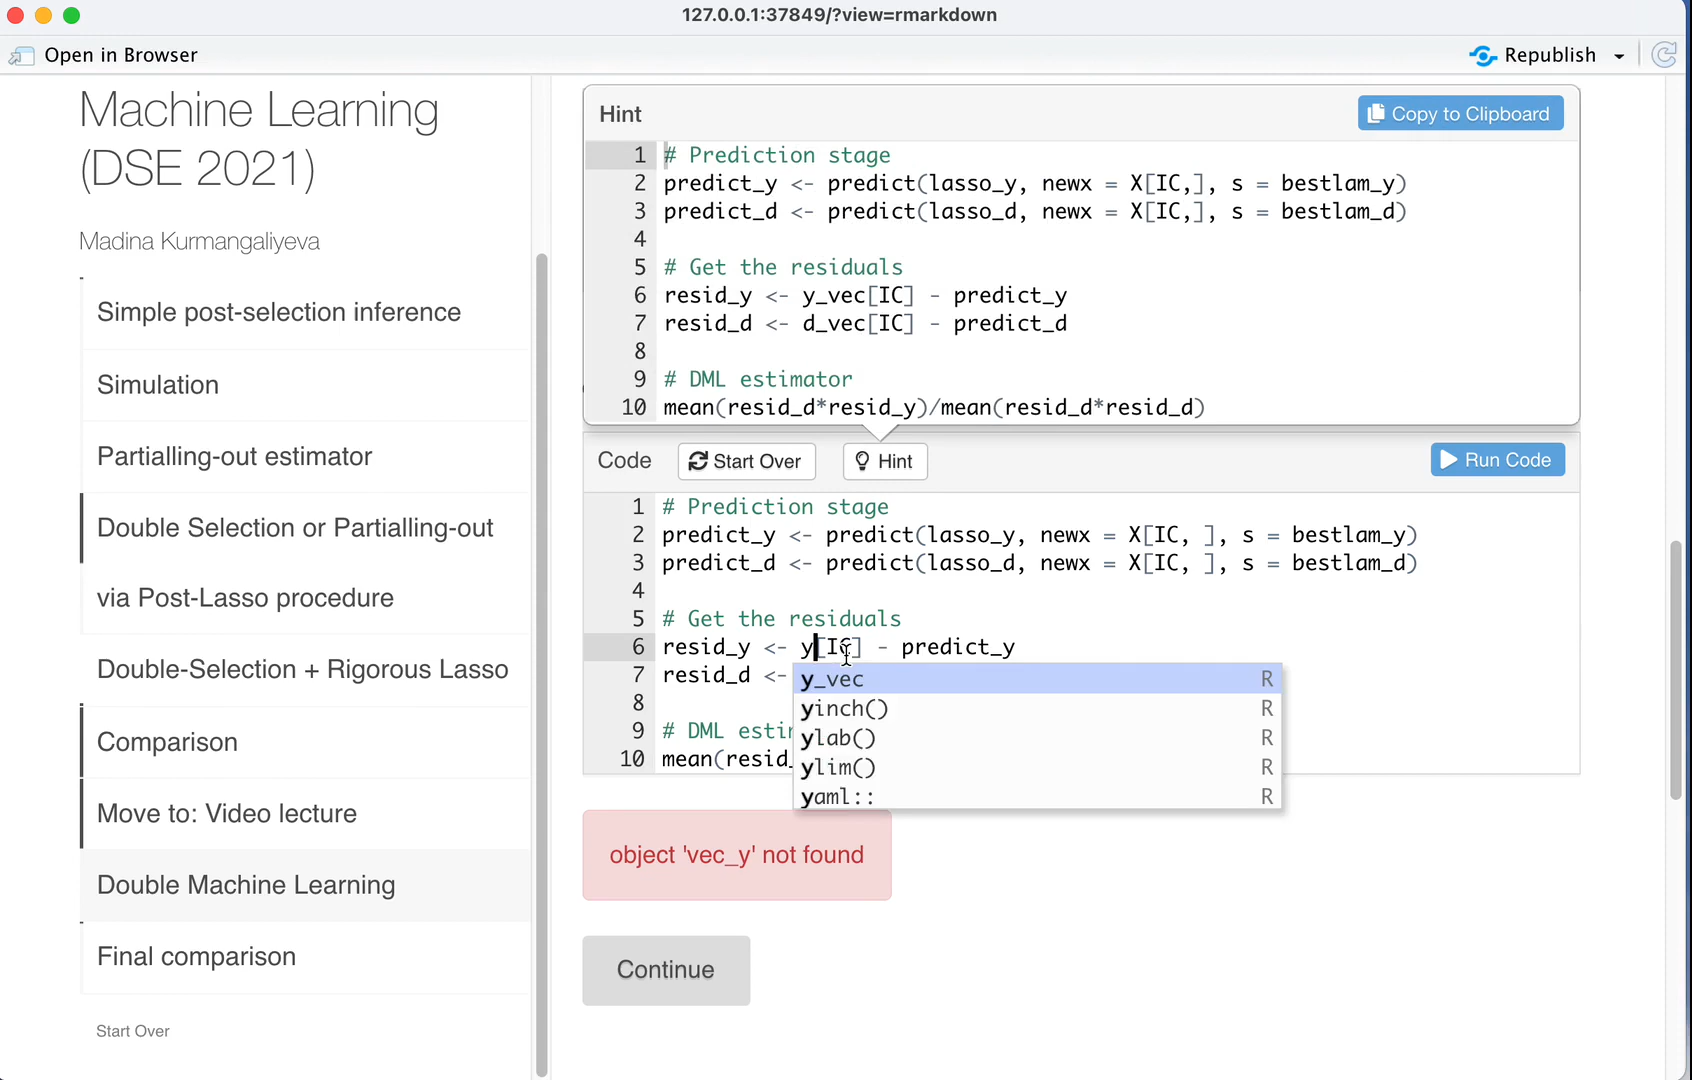 127.0.0.1:37849/?view=rmarkdown
Open in Browser
Republish
Machine Learning
(DSE 2021)
Madina Kurmangaliyeva
Simple post-selection inference
Simulation
Partialling-out estimator
Double Selection or Partialling-out
via Post-Lasso procedure
Double-Selection + Rigorous Lasso
Comparison
Move to: Video lecture
Double Machine Learning
Final comparison
Start Over
Hint
Copy to Clipboard
1 # Prediction stage
2 predict_y <- predict(lasso_y, newx = X[IC,], s = bestlam_y)
3 predict_d <- predict(lasso_d, newx = X[IC,], s = bestlam_d)
4
5 # Get the residuals
6 resid_y <- y_vec[IC] - predict_y
7 resid_d <- d_vec[IC] - predict_d
8
9 # DML estimator
10 mean(resid_d*resid_y)/mean(resid_d*resid_d)
Code
Start Over
Hint
Run Code
1 # Prediction stage
2 predict_y <- predict(lasso_y, newx = X[IC, ], s = bestlam_y)
3 predict_d <- predict(lasso_d, newx = X[IC, ], s = bestlam_d)
4
5 # Get the residuals
6 resid_y <- y[IC] - predict_y
7 resid_d <-
8
9 # DML estim
10 mean(resid_
y_vec R
yinch() R
ylab() R
ylim() R
yaml:: R
object 'vec_y' not found
Continue